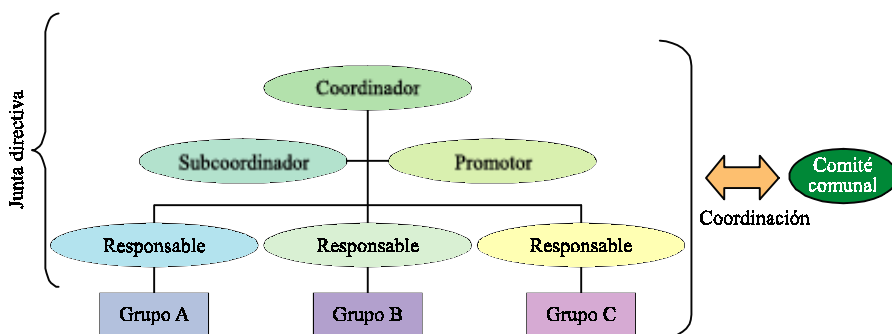 Junta directiva
Coordinador
Subcoordinador
Promotor
Responsable
Responsable
Responsable
Grupo A
Grupo B
Grupo C
Coordinación
Comité
comunal